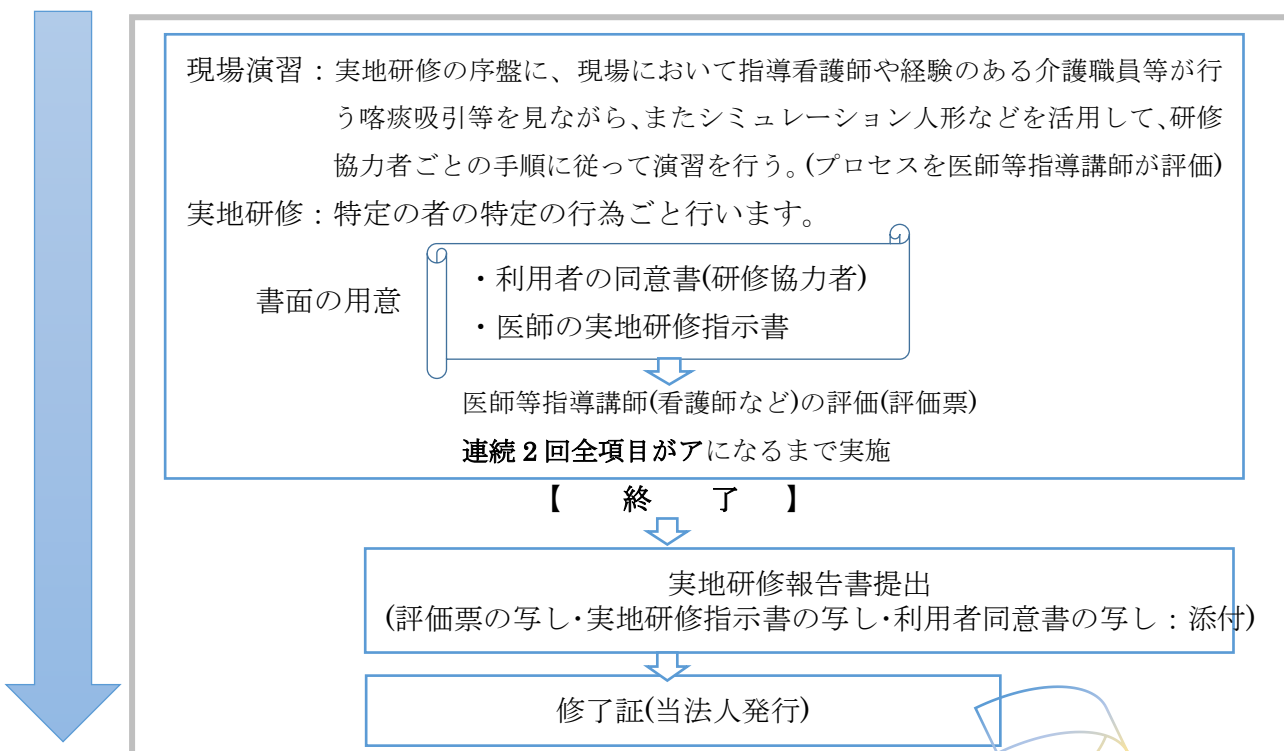 現場演習：実地研修の序盤に、現場において指導看護師や経験のある介護職員等が行
う喀痰吸引等を見ながら、またシミュレーション人形などを活用して、研修
協力者ごとの手順に従って演習を行う。(プロセスを医師等指導講師が評価)
実地研修：特定の者の特定の行為ごと行います。
書面の用意
・利用者の同意書(研修協力者)
・医師の実地研修指示書
医師等指導講師(看護師など)の評価(評価票)
連続 2 回全項目がアになるまで実施
【　終　了　】
実地研修報告書提出
(評価票の写し・実地研修指示書の写し・利用者同意書の写し：添付)
修了証(当法人発行)